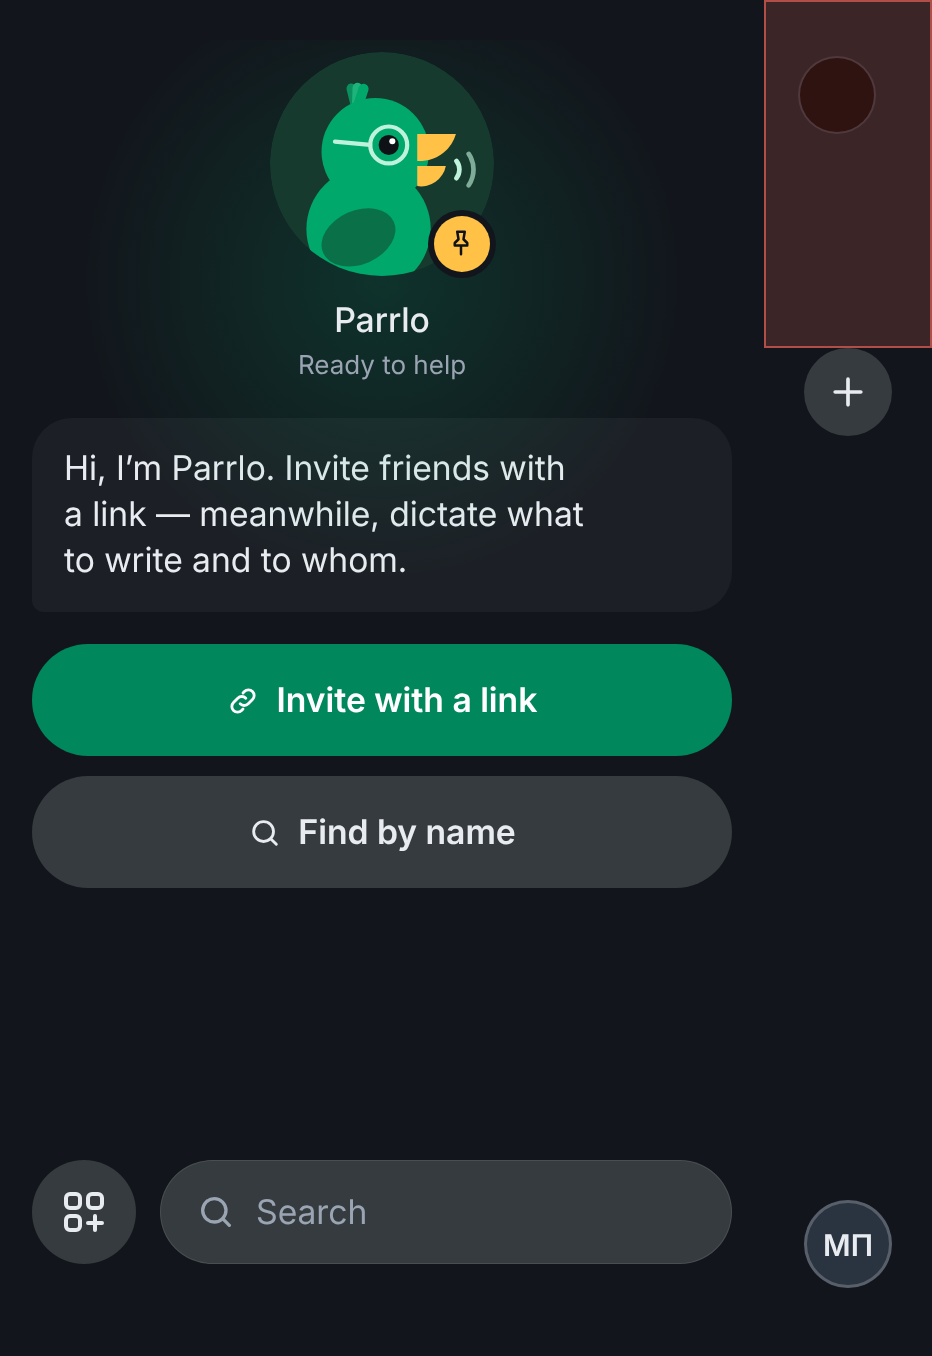 Parrlo
Ready to help
Hi, I’m Parrlo. Invite friends with
a link — meanwhile, dictate what
to write and to whom.
Invite with a link
Find by name
Search
МП